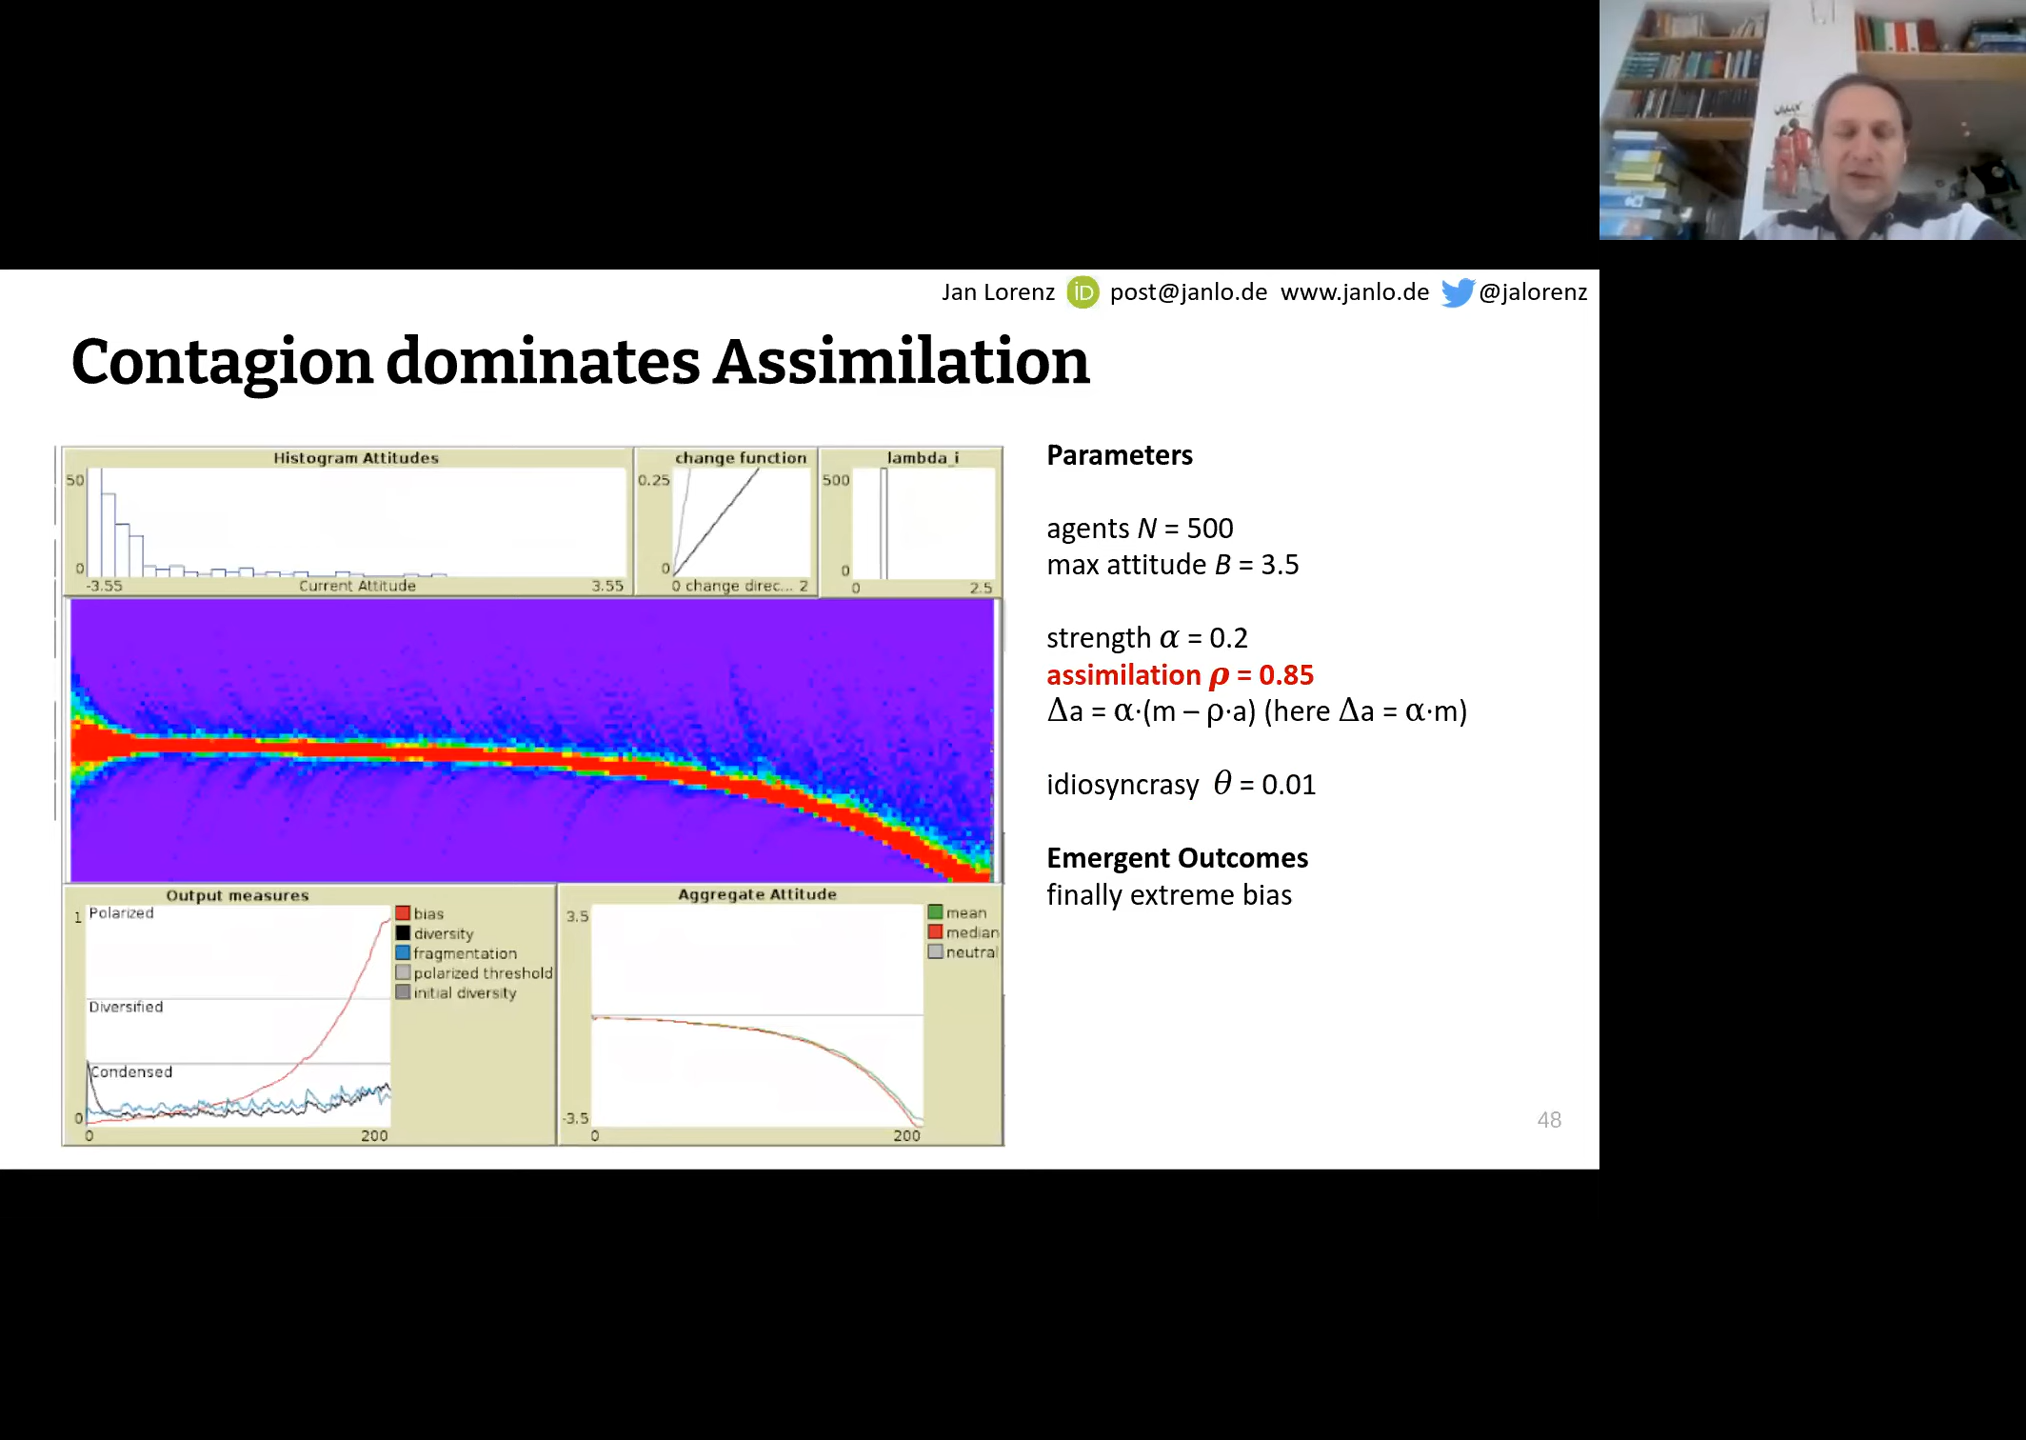 Jan Lorenz iD post@janlo.de www.janlo.de @jalorenz
Contagion dominates Assimilation
Histogram Attitudes
50
0
-3.55
Current Attitude
3.55
change function
0.25
0
0 change direc... 2
lambda_i
500
0
0
2.5
Output measures
1
Polarized
Diversified
Condensed
0
0
200
bias
diversity
fragmentation
polarized threshold
initial diversity
Aggregate Attitude
3.5
-3.5
0
200
mean
median
neutral
Parameters
agents N = 500
max attitude B = 3.5
strength α = 0.2
assimilation ρ = 0.85
Δa = α·(m – ρ·a) (here Δa = α·m)
idiosyncrasy θ = 0.01
Emergent Outcomes
finally extreme bias
48